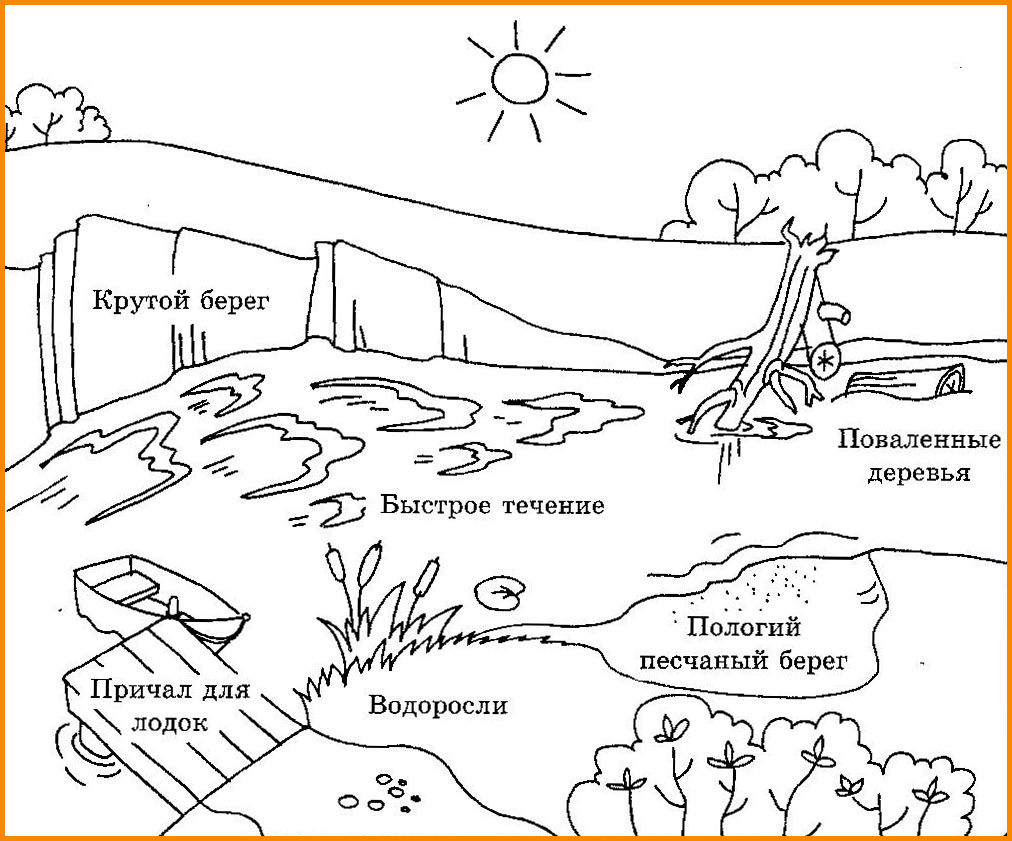 Крутой берег
Поваленные
деревья
Быстрое течение
Пологий
песчаный берег
Причал для
лодок
Водоросли